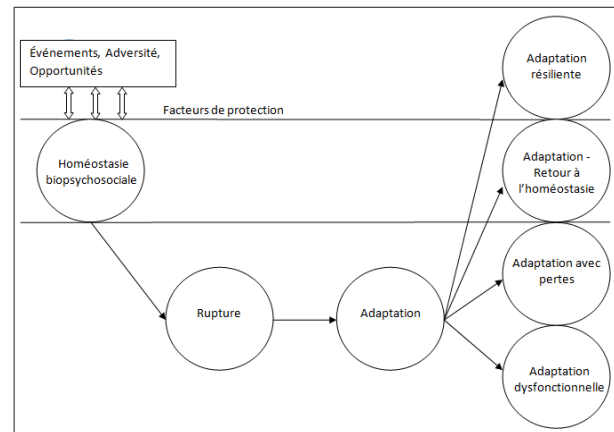 Événements, Adversité,
Opportunités
Facteurs de protection
Homéostasie
biopsychosociale
Rupture
Adaptation
Adaptation
résiliente
Adaptation -
Retour à
l'homéostasie
Adaptation avec
pertes
Adaptation
dysfonctionnelle